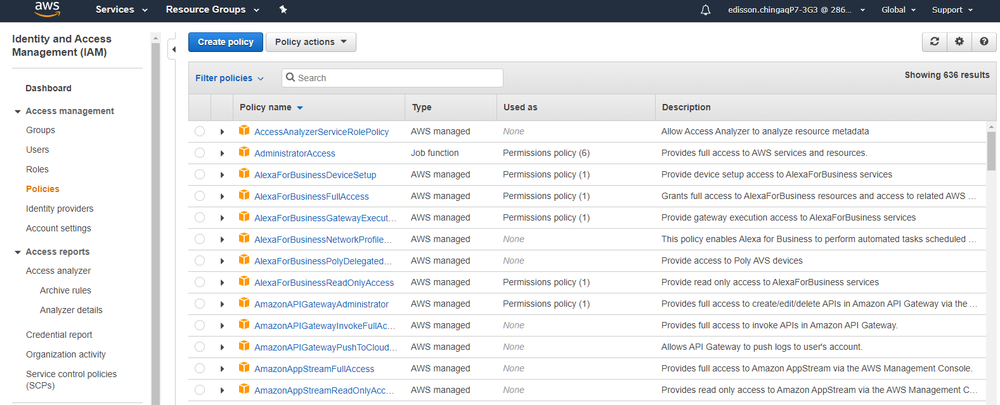 aws
Services
Resource Groups
edisson.chingaqP7-3G3 @ 286...
Global
Support
Identity and Access
Management (IAM)
Dashboard
Access management
Groups
Users
Roles
Policies
Identity providers
Account settings
Access reports
Access analyzer
Archive rules
Analyzer details
Credential report
Organization activity
Service control policies
(SCPs)
Create policy
Policy actions
Filter policies
Search
Showing 636 results
Policy name Type Used as Description
AccessAnalyzerServiceRolePolicy AWS managed None Allow Access Analyzer to analyze resource metadata
AdministratorAccess Job function Permissions policy (6) Provides full access to AWS services and resources.
AlexaForBusinessDeviceSetup AWS managed Permissions policy (1) Provide device setup access to AlexaForBusiness services
AlexaForBusinessFullAccess AWS managed Permissions policy (1) Grants full access to AlexaForBusiness resources and access to related AWS ...
AlexaForBusinessGatewayExecut... AWS managed Permissions policy (1) Provide gateway execution access to AlexaForBusiness services
AlexaForBusinessNetworkProfile... AWS managed None This policy enables Alexa for Business to perform automated tasks scheduled ...
AlexaForBusinessPolyDelegated... AWS managed None Provide access to Poly AVS devices
AlexaForBusinessReadOnlyAccess AWS managed Permissions policy (1) Provide read only access to AlexaForBusiness services
AmazonAPIGatewayAdministrator AWS managed Permissions policy (1) Provides full access to create/edit/delete APIs in Amazon API Gateway via the ...
AmazonAPIGatewayInvokeFullAc... AWS managed None Provides full access to invoke APIs in Amazon API Gateway.
AmazonAPIGatewayPushToCloud... AWS managed None Allows API Gateway to push logs to user's account.
AmazonAppStreamFullAccess AWS managed None Provides full access to Amazon AppStream via the AWS Management Console.
AmazonAppStreamReadOnlyAcc... AWS managed None Provides read only access to Amazon AppStream via the AWS Management C...